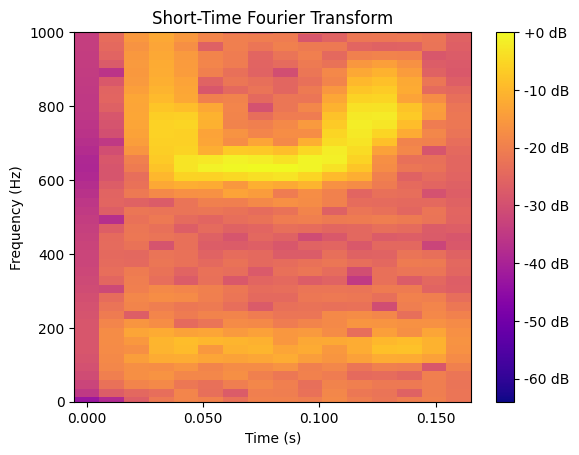 Short-Time Fourier Transform
1000
800
600
400
200
0
Frequency (Hz)
0.000
0.050
0.100
0.150
Time (s)
+0 dB
-10 dB
-20 dB
-30 dB
-40 dB
-50 dB
-60 dB